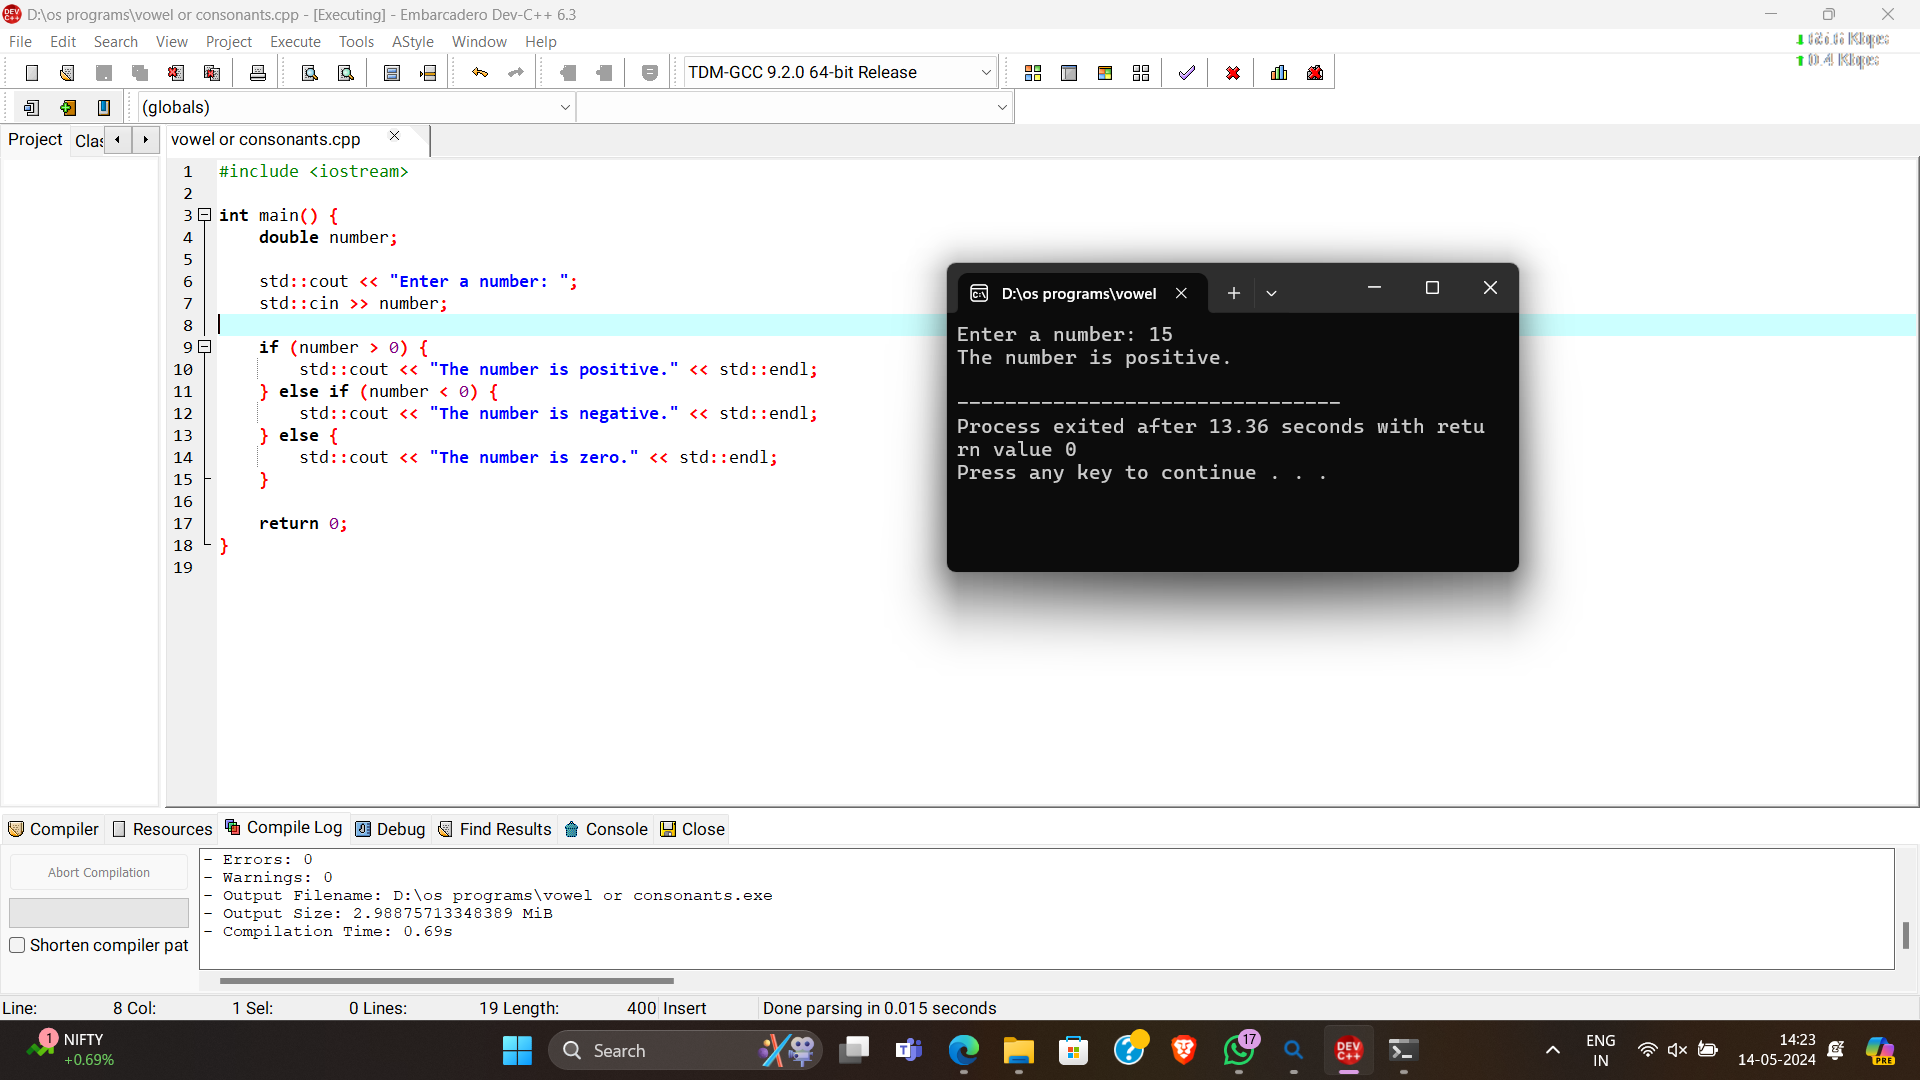 D:\os programs\vowel or consonants.cpp - [Executing] - Embarcadero Dev-C++ 6.3
File Edit Search View Project Execute Tools AStyle Window Help
TDM-GCC 9.2.0 64-bit Release
(globals)
Project Clas
vowel or consonants.cpp
1 #include <iostream>
2
3 int main() {
4 double number;
5
6 std::cout << "Enter a number: ";
7 std::cin >> number;
8
9 if (number > 0) {
10 std::cout << "The number is positive." << std::endl;
11 } else if (number < 0) {
12 std::cout << "The number is negative." << std::endl;
13 } else {
14 std::cout << "The number is zero." << std::endl;
15 }
16
17 return 0;
18 }
19
D:\os programs\vowel
Enter a number: 15
The number is positive.
--------------------------------
Process exited after 13.36 seconds with retu
rn value 0
Press any key to continue . . .
Compiler Resources Compile Log Debug Find Results Console Close
Abort Compilation
Shorten compiler pat
- Errors: 0
- Warnings: 0
- Output Filename: D:\os programs\vowel or consonants.exe
- Output Size: 2.98875713348389 MiB
- Compilation Time: 0.69s
Line: 8 Col: 1 Sel: 0 Lines: 19 Length: 400 Insert Done parsing in 0.015 seconds
1 NIFTY
+0.69%
Search
17
DEV C++
ENG
IN
14:23
14-05-2024
PRE